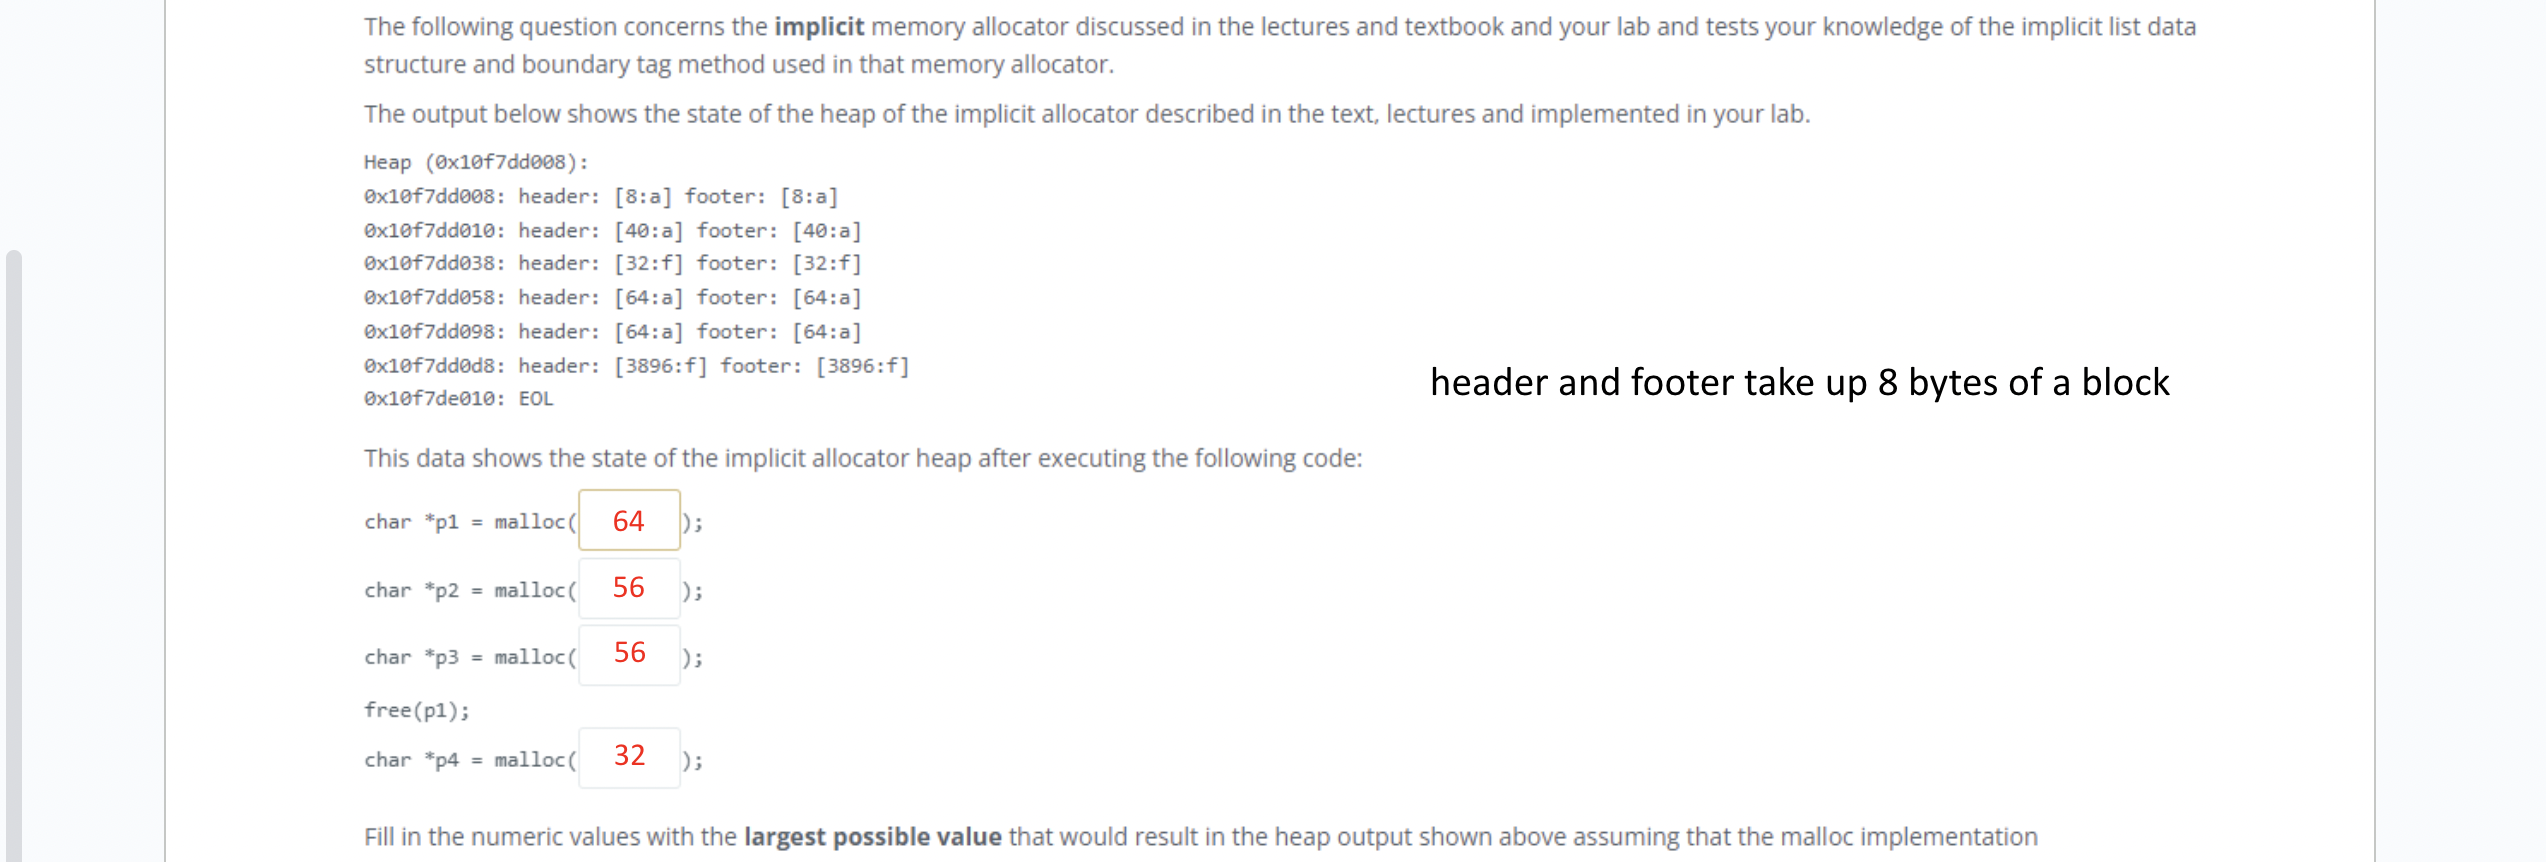 The following question concerns the implicit memory allocator discussed in the lectures and textbook and your lab and tests your knowledge of the implicit list data
structure and boundary tag method used in that memory allocator.
The output below shows the state of the heap of the implicit allocator described in the text, lectures and implemented in your lab.
Heap (0x10f7dd008):
0x10f7dd008: header: [8:a] footer: [8:a]
0x10f7dd010: header: [40:a] footer: [40:a]
0x10f7dd038: header: [32:f] footer: [32:f]
0x10f7dd058: header: [64:a] footer: [64:a]
0x10f7dd098: header: [64:a] footer: [64:a]
0x10f7dd0d8: header: [3896:f] footer: [3896:f]
header and footer take up 8 bytes of a block
0x10f7de010: EOL
This data shows the state of the implicit allocator heap after executing the following code:
char *p1 = malloc( 64 );
char *p2 = malloc( 56 );
char *p3 = malloc( 56 );
free(p1);
char *p4 = malloc( 32 );
Fill in the numeric values with the largest possible value that would result in the heap output shown above assuming that the malloc implementation